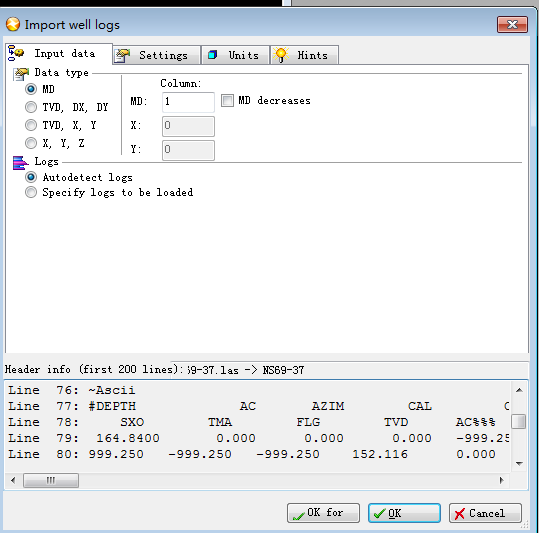 Import well logs
Input data Settings Units Hints
Data type
MD
TVD, DX, DY
TVD, X, Y
X, Y, Z
Column:
MD: 1 MD decreases
X: 0
Y: 0
Logs
Autodetect logs
Specify logs to be loaded
Header info (first 200 lines): 69-37.las -> NS69-37
Line 76: ~Ascii
Line 77: #DEPTH AC AZIM CAL
Line 78: SXO TMA FLG TVD AC%%%
Line 79: 164.8400 0.000 0.000 0.000 -999.25
Line 80: 999.250 -999.250 -999.250 152.116 0.000
OK for OK Cancel